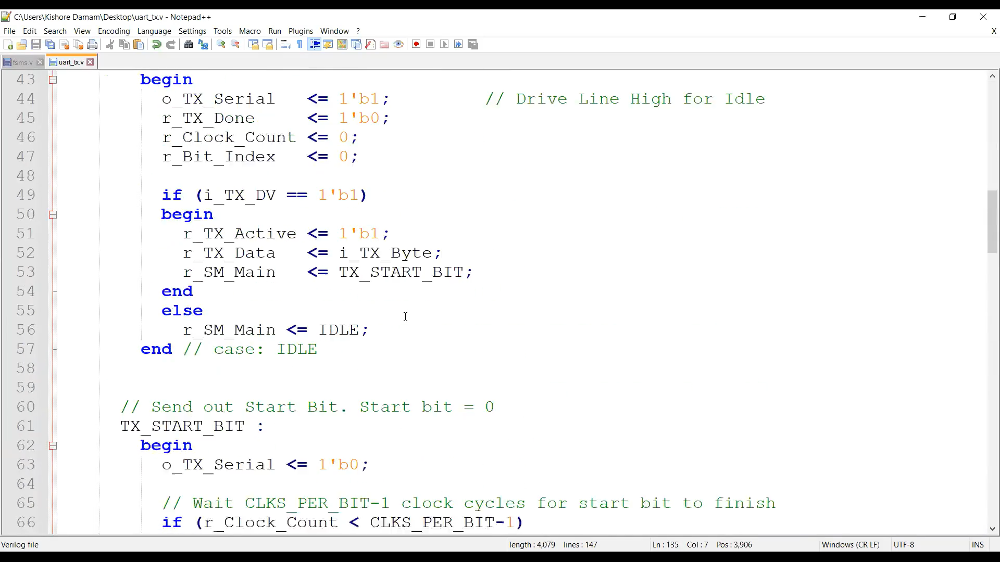 C:\Users\Kishore Damam\Desktop\uart_tx.v - Notepad++
File Edit Search View Encoding Language Settings Tools Macro Run Plugins Window ? X
fsms.v uart_tx.v
43 begin
44 o_TX_Serial <= 1'b1; // Drive Line High for Idle
45 r_TX_Done <= 1'b0;
46 r_Clock_Count <= 0;
47 r_Bit_Index <= 0;
48
49 if (i_TX_DV == 1'b1)
50 begin
51 r_TX_Active <= 1'b1;
52 r_TX_Data <= i_TX_Byte;
53 r_SM_Main <= TX_START_BIT;
54 end
55 else
56 r_SM_Main <= IDLE;
57 end // case: IDLE
58
59
60 // Send out Start Bit. Start bit = 0
61 TX_START_BIT :
62 begin
63 o_TX_Serial <= 1'b0;
64
65 // Wait CLKS_PER_BIT-1 clock cycles for start bit to finish
66 if (r_Clock_Count < CLKS_PER_BIT-1)
Verilog file length : 4,079 lines : 147 Ln : 135 Col : 7 Pos : 3,906 Windows (CR LF) UTF-8 INS